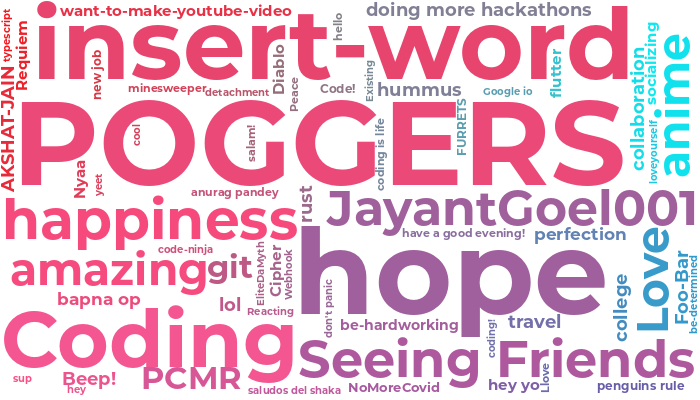 want-to-make-youtube-video
doing more hackathons
typescript
Requiem
insert-word
hello
new job
Diablo
Existing
flutter
collaboration
socializing
anime
AKSHAT-JAIN
minesweeper
detachment
Peace
Code!
hummus
Google io
POGGERS
cool
salam!
coding is life
FURRETS
loveyourself
Nyaa
yeet
anurag pandey
rust
JayantGoel001
happiness
have a good evening!
perfection
code-ninja
amazing
git
EliteDaMyth
Cipher
Webhook
hope
Love
Foo-Bar
be-determined
bapna op
lol
Reacting
don't panic
be-hardworking
coding!
travel
college
Coding
Seeing Friends
sup
Beep!
hey
PCMR
saludos del shaka
NoMoreCovid
hey yo
Llove
penguins rule